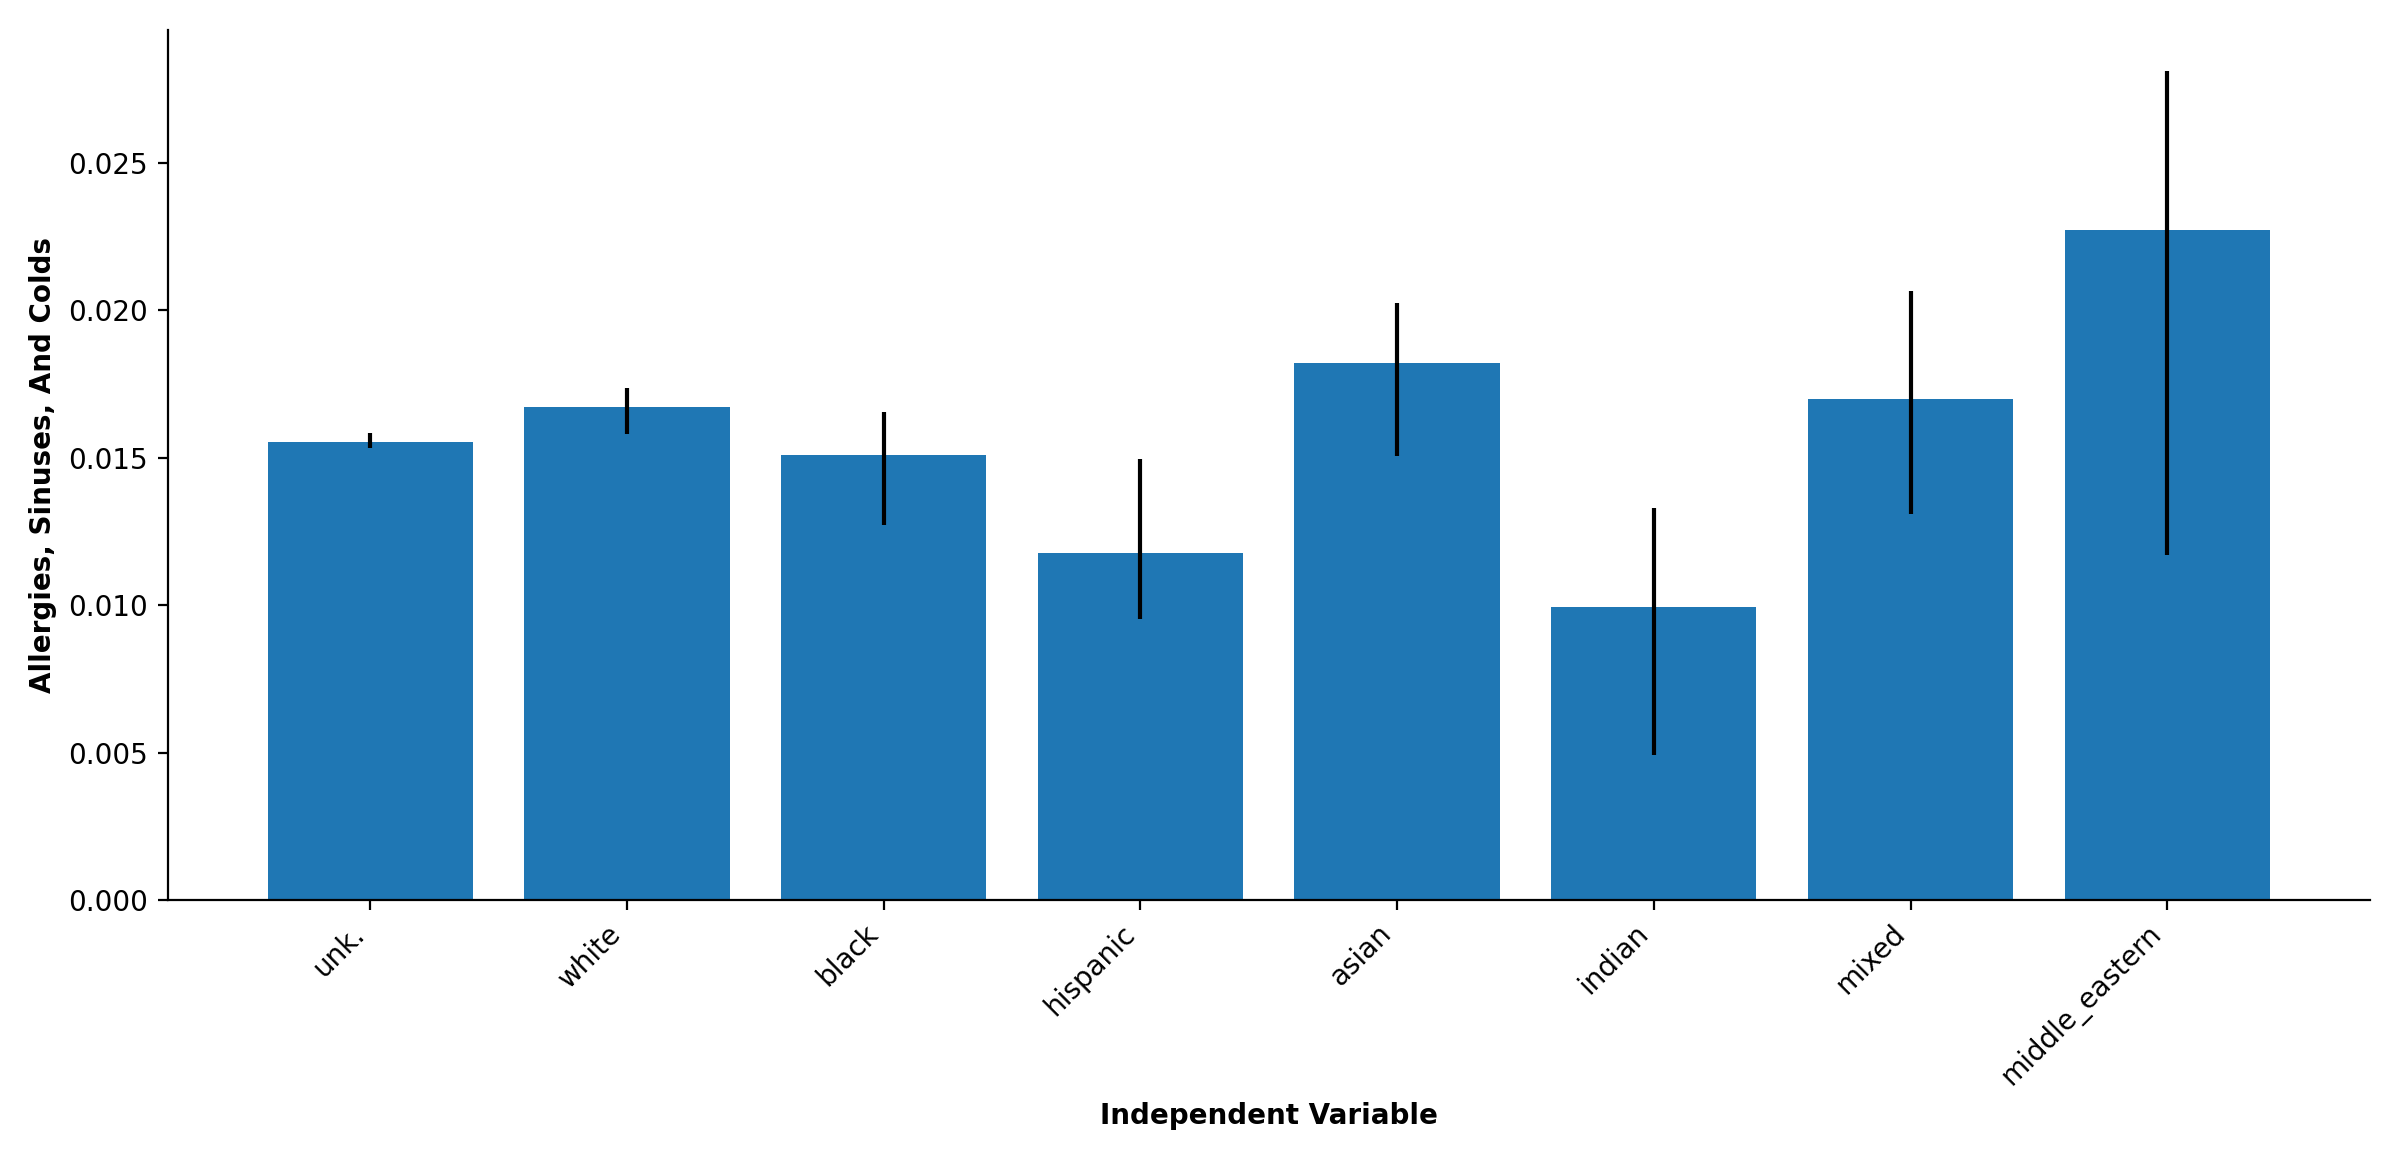 Allergies, Sinuses, And Colds
0.025
0.020
0.015
0.010
0.005
0.000
unk.
white
black
hispanic
asian
indian
mixed
middle_eastern
Independent Variable